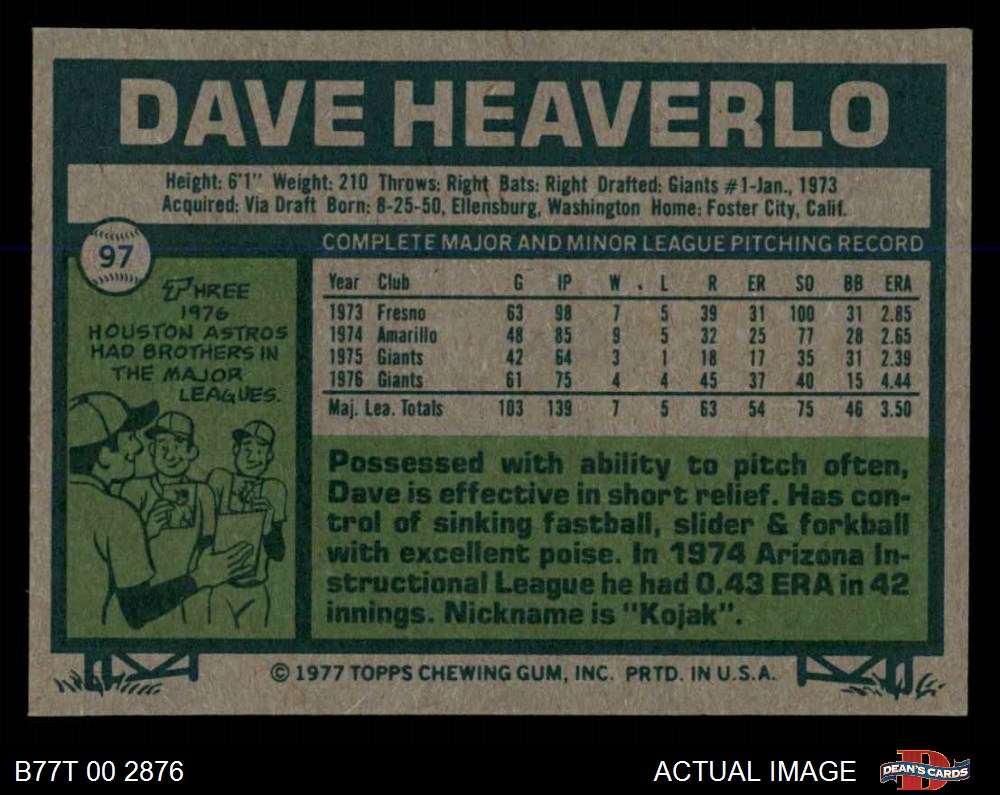 DAVE HEAVERLO
Height: 6'1" Weight: 210 Throws: Right Bats: Right Drafted: Giants #1-Jan., 1973
Acquired: Via Draft Born: 8-25-50, Ellensburg, Washington Home: Foster City, Calif.
97
THREE
1976
HOUSTON ASTROS
HAD BROTHERS IN
THE MAJOR
LEAGUES.
COMPLETE MAJOR AND MINOR LEAGUE PITCHING RECORD
Year Club G IP W L R ER SO BB ERA
1973 Fresno 63 98 7 5 39 31 100 31 2.85
1974 Amarillo 48 85 9 5 32 25 77 28 2.65
1975 Giants 42 64 3 1 18 17 35 31 2.39
1976 Giants 61 75 4 4 45 37 40 15 4.44
Maj. Lea. Totals 103 139 7 5 63 54 75 46 3.50
Possessed with ability to pitch often,
Dave is effective in short relief. Has con-
trol of sinking fastball, slider & forkball
with excellent poise. In 1974 Arizona In-
structional League he had 0.43 ERA in 42
innings. Nickname is "Kojak".
© 1977 TOPPS CHEWING GUM, INC. PRTD. IN U.S.A.
B77T 00 2876
ACTUAL IMAGE
D
DEAN'S CARDS